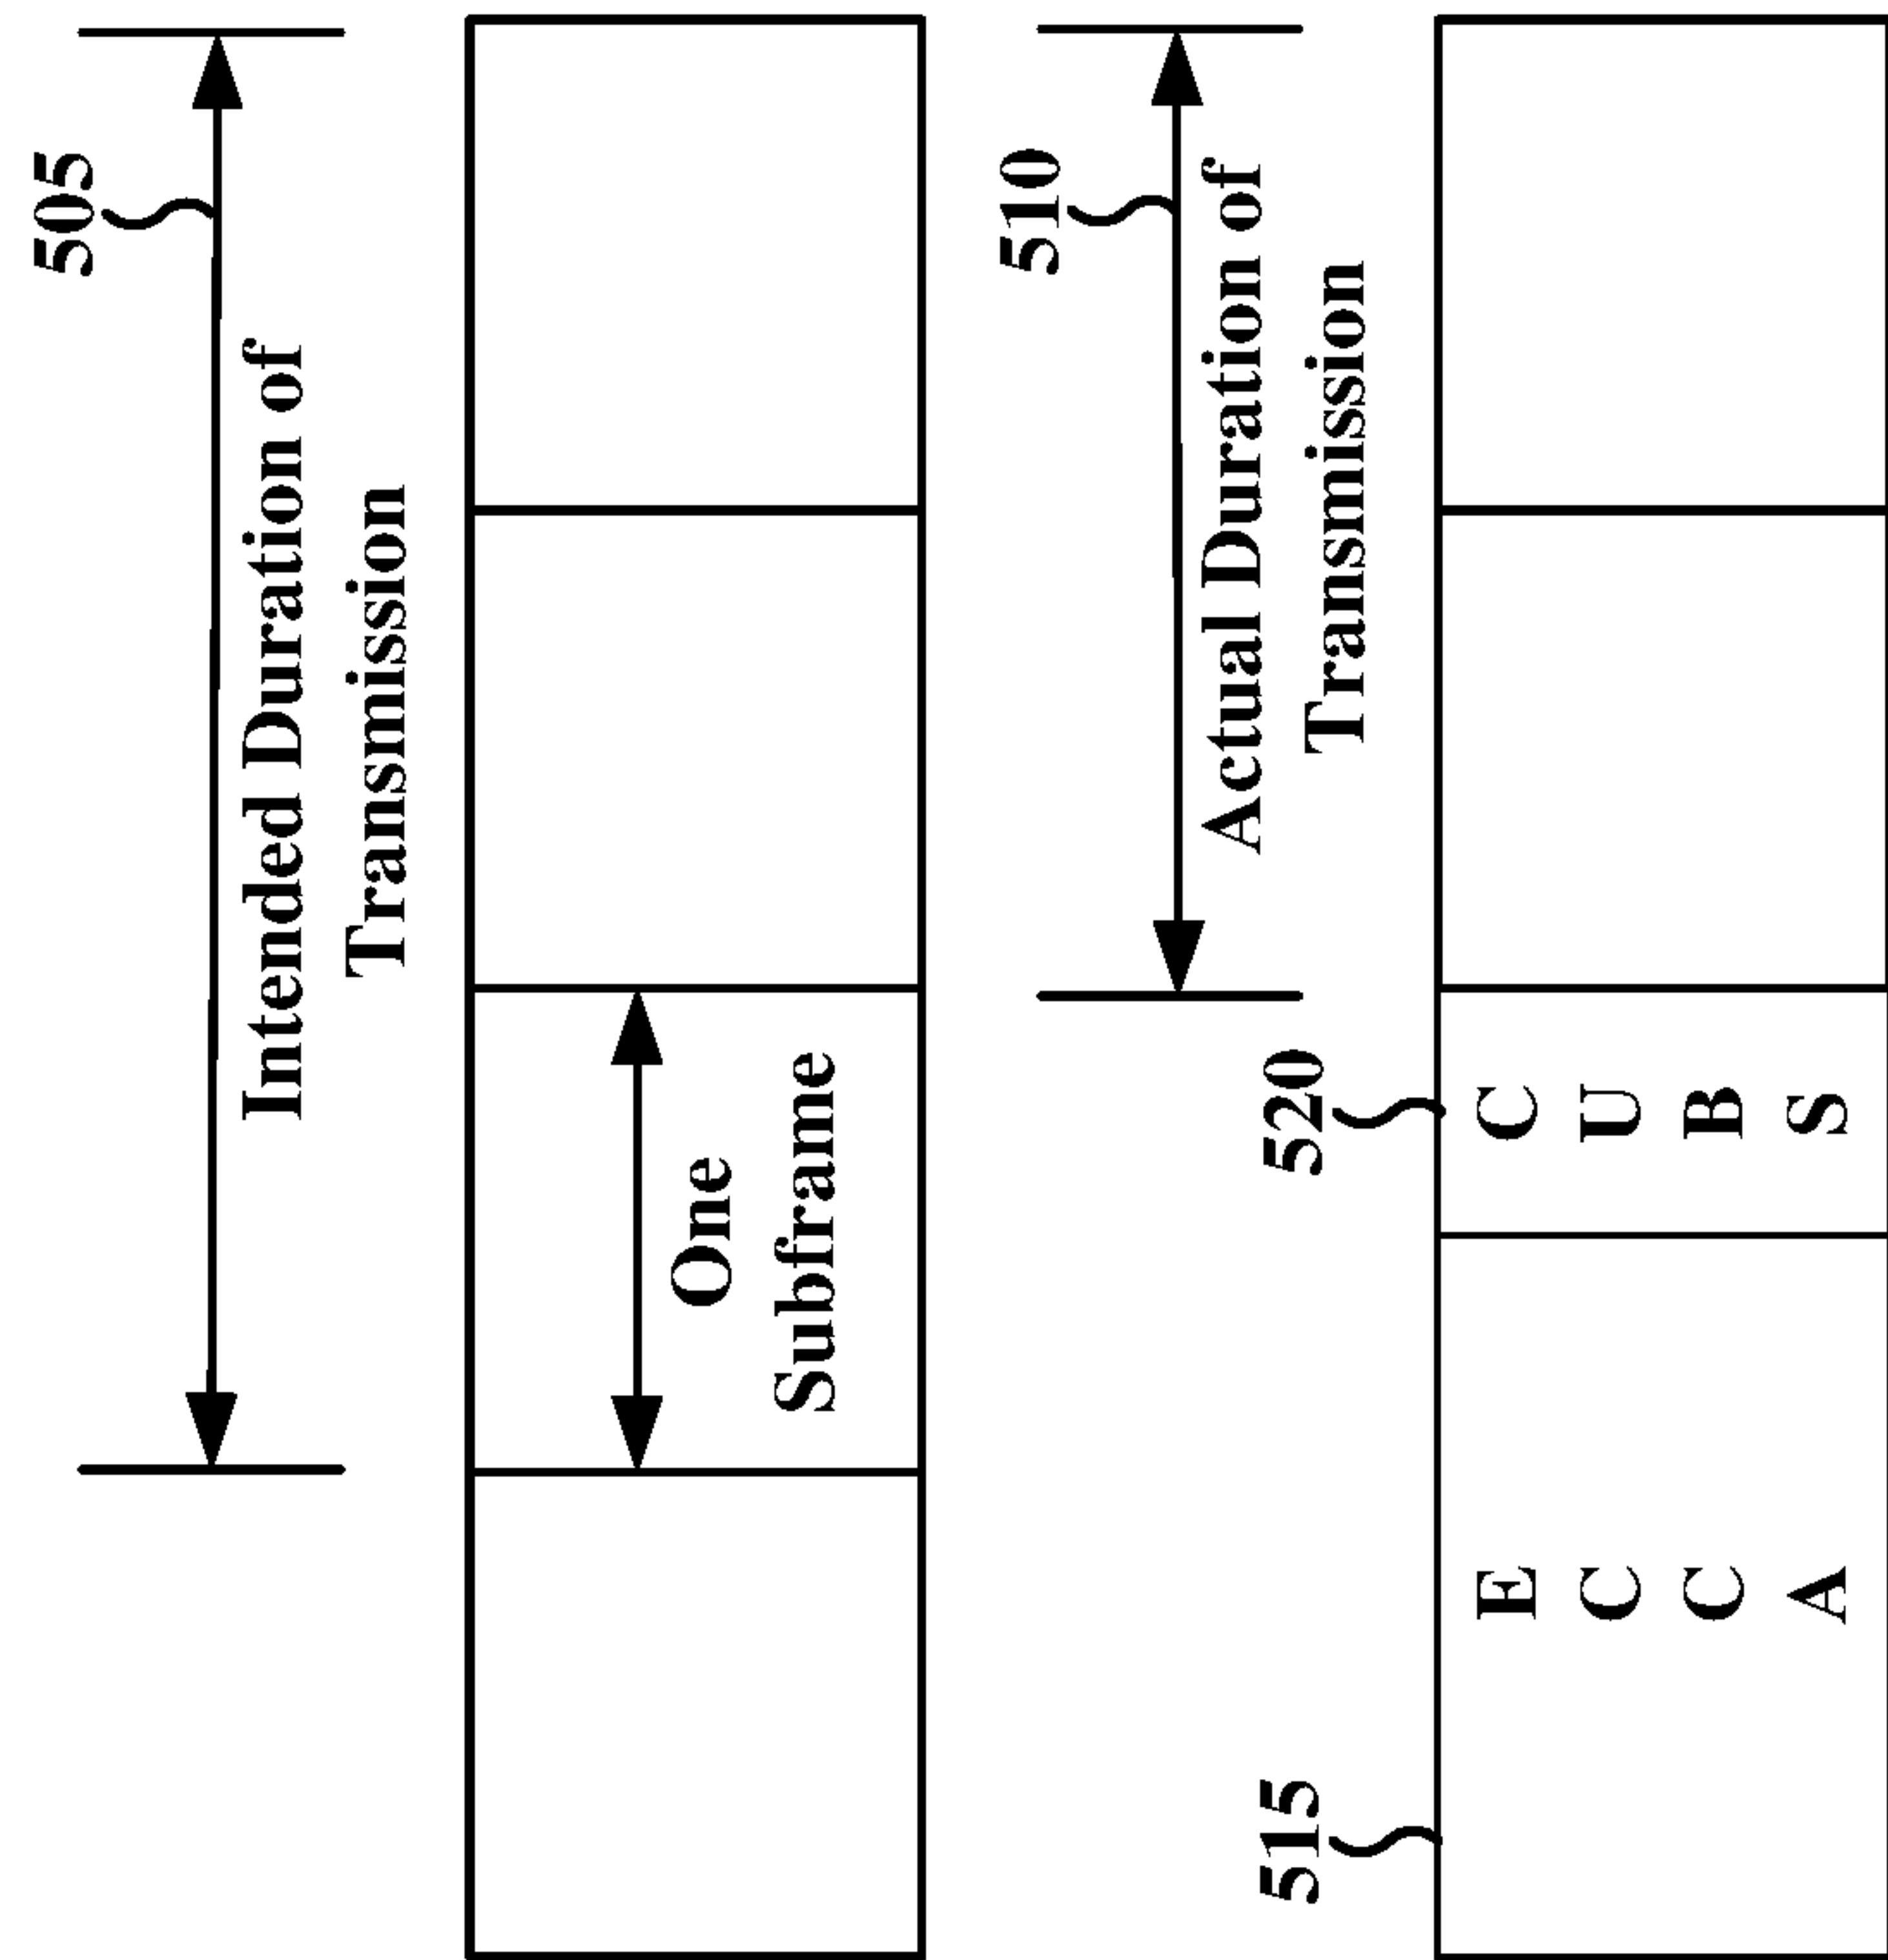 505
Intended Duration of
Transmission
One
Subframe
510
Actual Duration of
Transmission
515
E
C
C
A
520
C
U
B
S